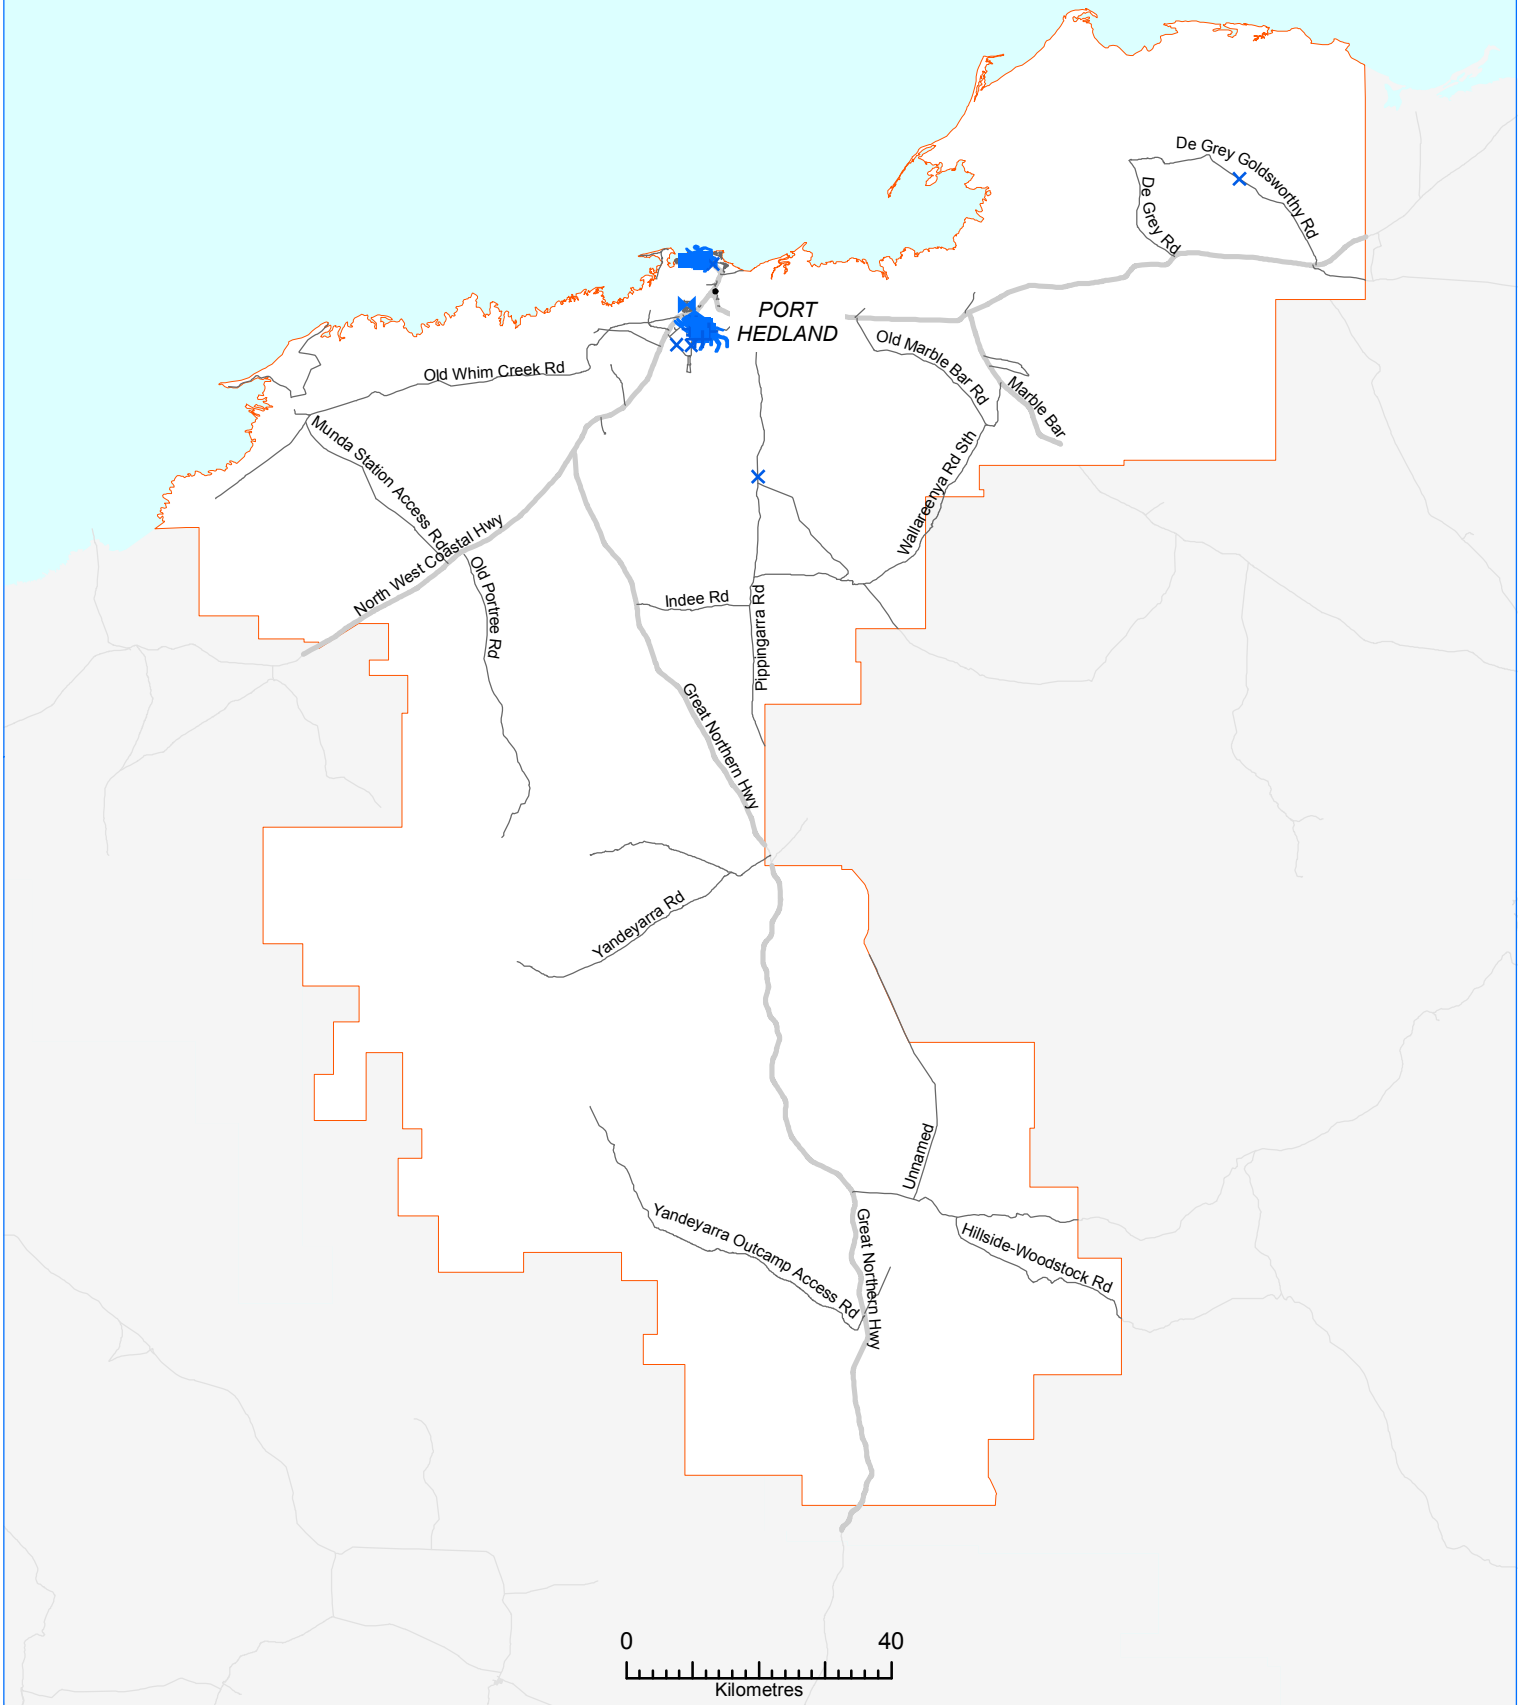 De Grey Goldsworthy Rd
De Grey Rd
PORT
HEDLAND
Old Marble Bar Rd
Old Whim Creek Rd
Marble Bar
Munda Station Access Rd
Wallareenya Rd Sth
North West Coastal Hwy
Old Portree Rd
Indee Rd
Pippingarra Rd
Great Northern Hwy
Yandeyarra Rd
Unnamed
Yandeyarra Outcamp Access Rd
Great Northern Hwy
Hillside-Woodstock Rd
0 40
Kilometres